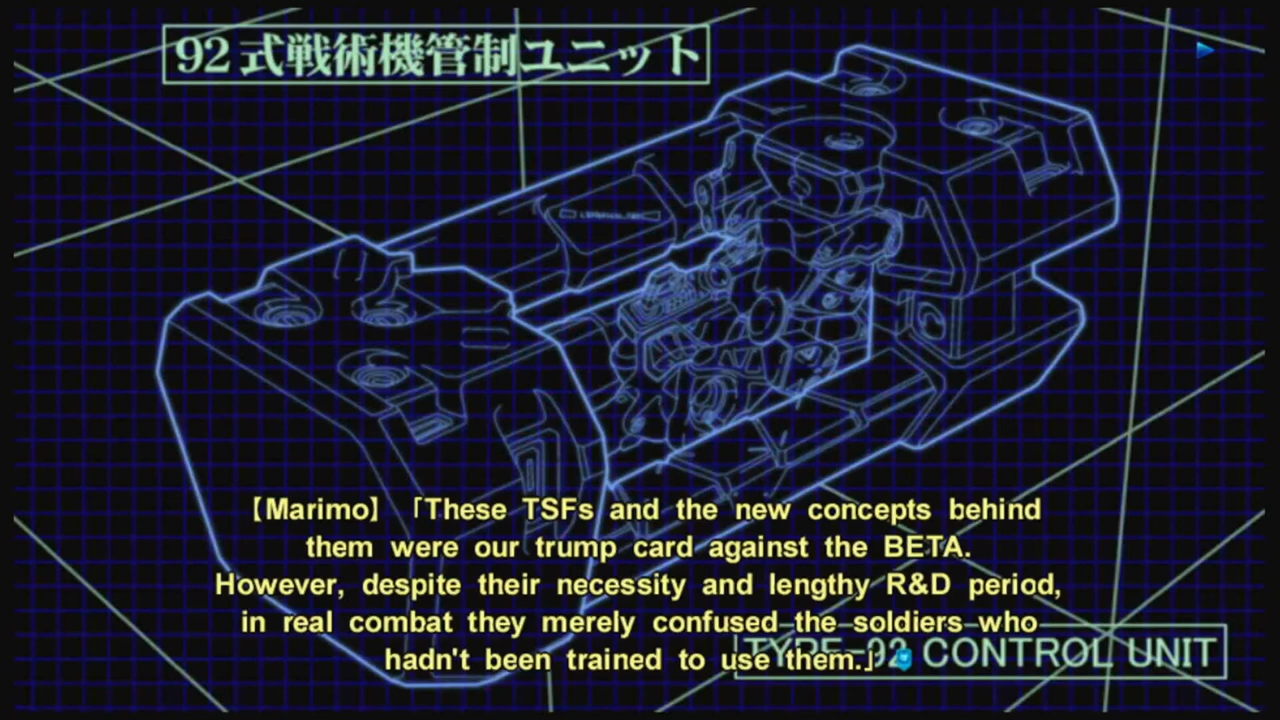 92式戦術機管制ユニット
【Marimo】「These TSFs and the new concepts behind
them were our trump card against the BETA.
However, despite their necessity and lengthy R&D period,
in real combat they merely confused the soldiers who
hadn't been trained to use them.」
TYPE-92 CONTROL UNIT